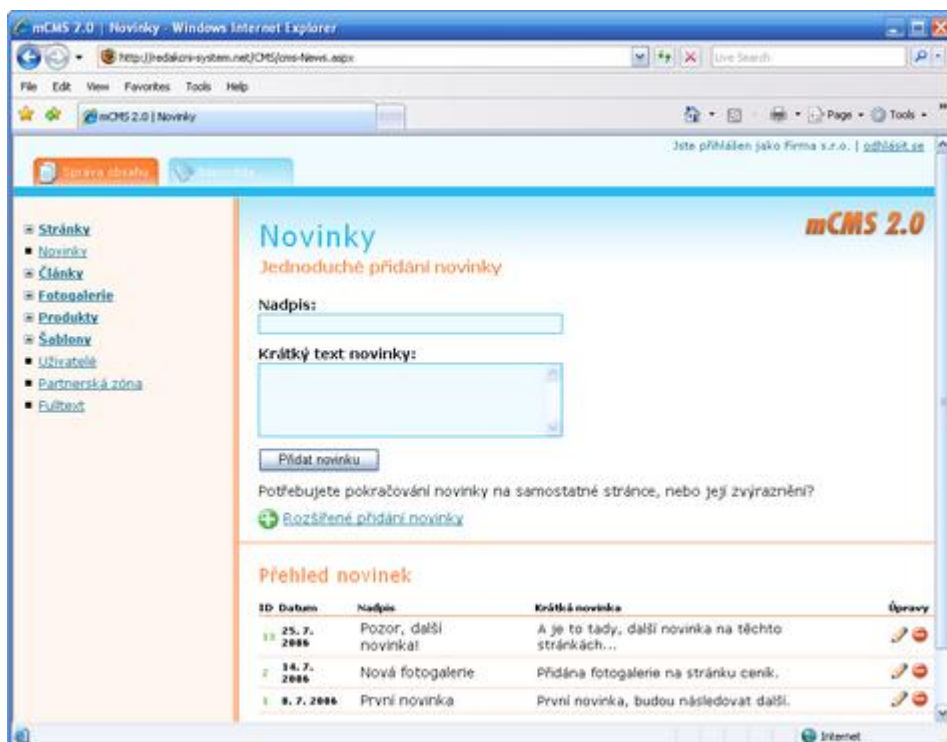 mCMS 2.0 | Novinky - Windows Internet Explorer
http://redakcni-system.net/CMS/cms-News.aspx
Live Search
File Edit View Favorites Tools Help
mCMS 2.0 | Novinky
Page Tools
Jste přihlášen jako Firma s.r.o. | odhlásit se
Správa obsahu
mCMS 2.0
Stránky
Novinky
Články
Fotogalerie
Produkty
Šablony
Uživatelé
Partnerská zóna
Fulltext
Novinky
Jednoduché přidání novinky
Nadpis:
Krátký text novinky:
Přidat novinku
Potřebujete pokračování novinky na samostatné stránce, nebo její zvýraznění?
Rozšířené přidání novinky
Přehled novinek
ID Datum Nadpis Krátká novinka Úpravy
25. 7. 2006 Pozor, další novinka! A je to tady, další novinka na těchto stránkách...
14. 7. 2006 Nová fotogalerie Přidána fotogalerie na stránku ceník.
8. 7. 2006 První novinka První novinka, budou následovat další.
Internet